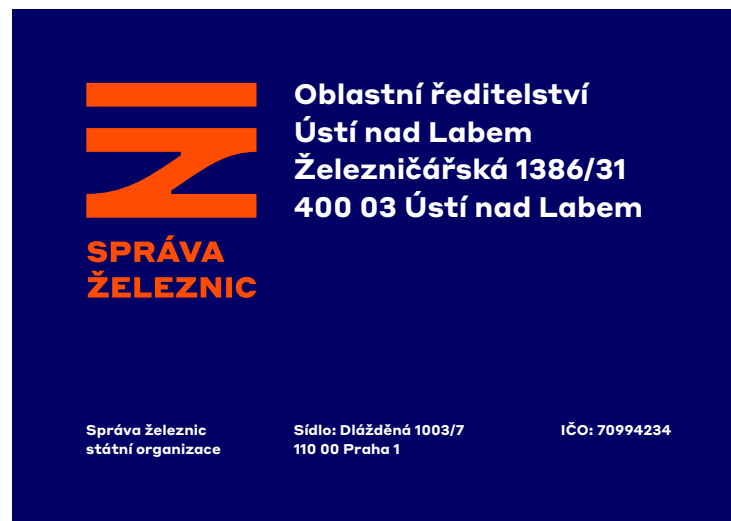 Oblastní ředitelství
Ústí nad Labem
Železničářská 1386/31
400 03 Ústí nad Labem
SPRÁVA
ŽELEZNIC
Správa železnic
státní organizace
Sídlo: Dlážděná 1003/7
110 00 Praha 1
IČO: 70994234